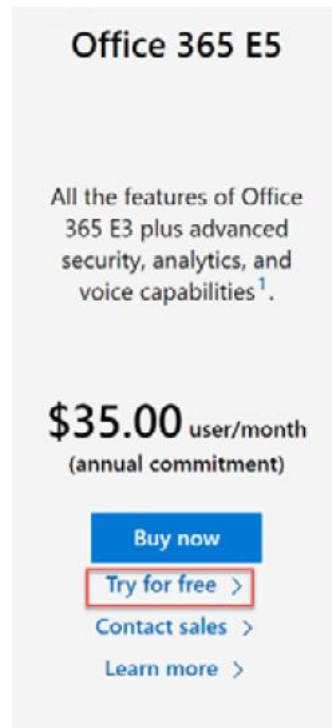 Office 365 E5
All the features of Office
365 E3 plus advanced
security, analytics, and
voice capabilities¹.
$35.00 user/month
(annual commitment)
Buy now
Try for free >
Contact sales >
Learn more >